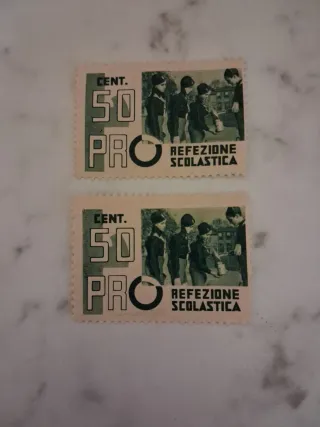 CENT.
50
PRO REFEZIONE
SCOLASTICA
CENT.
50
PRO REFEZIONE
SCOLASTICA